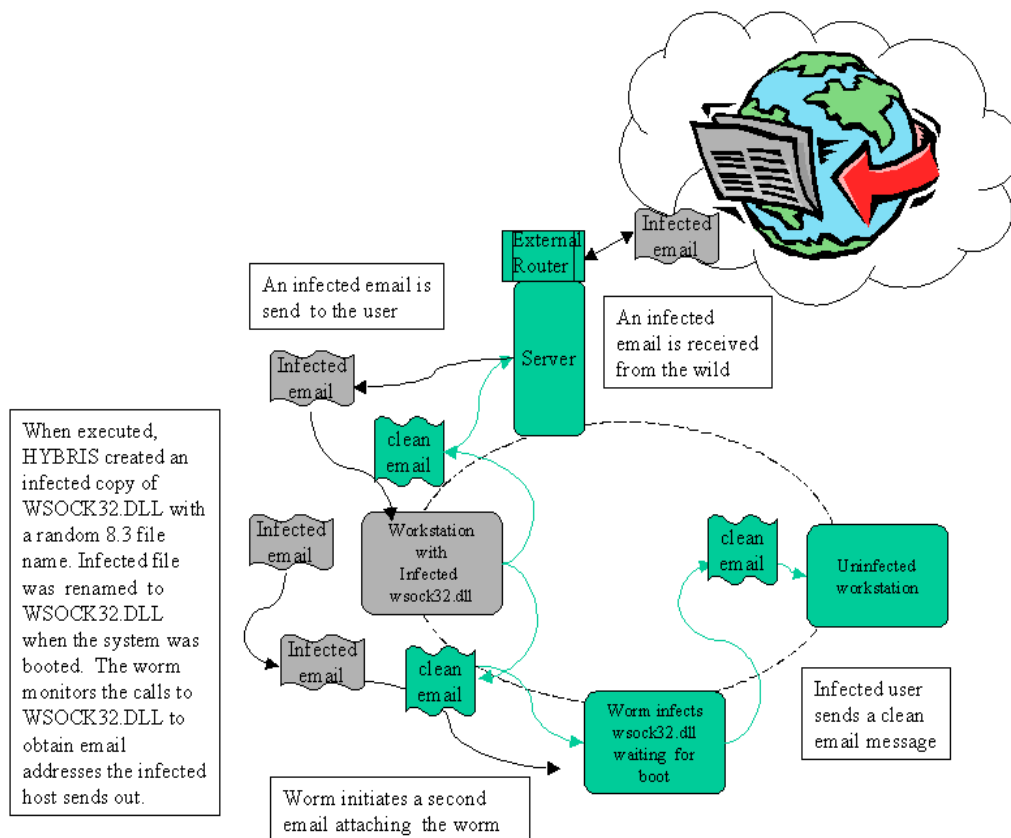 Infected
email
External
Router
An infected email is
send to the user
An infected
email is received
from the wild
Server
Infected
email
clean
email
When executed,
HYBRIS created an
infected copy of
WSOCK32.DLL with
a random 8.3 file
name. Infected file
was renamed to
WSOCK32.DLL
when the system was
booted. The worm
monitors the calls to
WSOCK32.DLL to
obtain email
addresses the infected
host sends out.
Infected
email
Workstation
with
Infected
wsock32.dll
clean
email
Uninfected
workstation
Infected
email
clean
email
Worm infects
wsock32.dll
waiting for
boot
Infected user
sends a clean
email message
Worm initiates a second
email attaching the worm